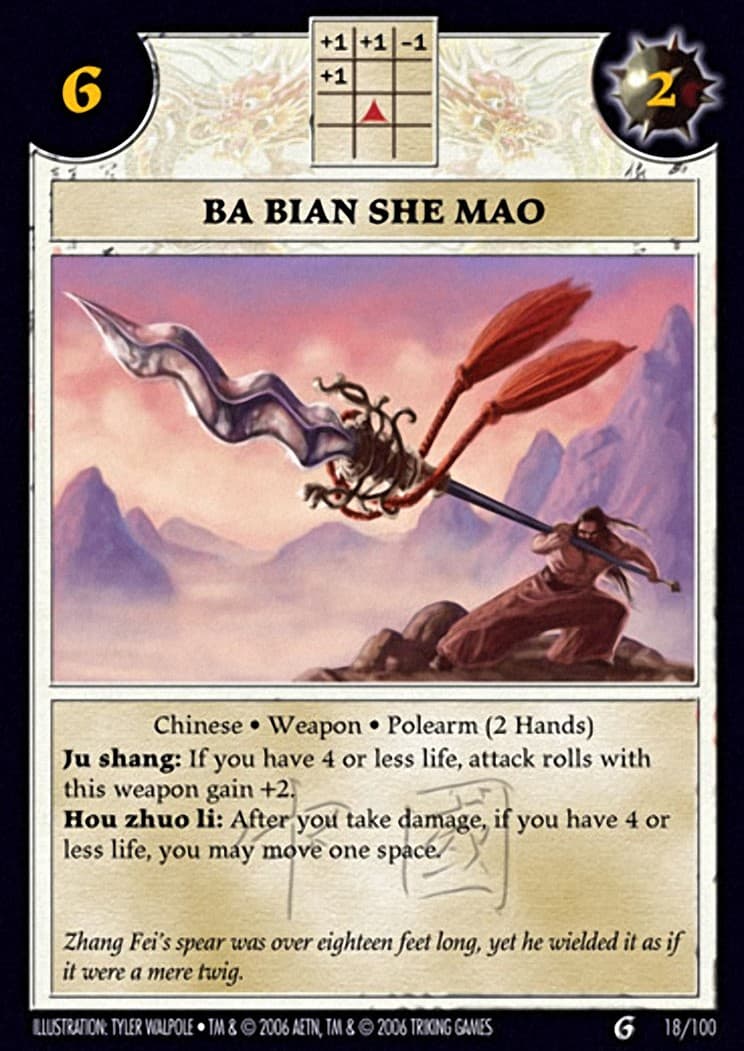 6
+1 +1 -1
+1
2
BA BIAN SHE MAO
Chinese • Weapon • Polearm (2 Hands)
Ju shang: If you have 4 or less life, attack rolls with
this weapon gain +2.
Hou zhuo li: After you take damage, if you have 4 or
less life, you may move one space.
中國
Zhang Fei's spear was over eighteen feet long, yet he wielded it as if
it were a mere twig.
ILLUSTRATION: TYLER WALPOLE • TM & © 2006 AETN, TM & © 2006 TRIKING GAMES
G 18/100